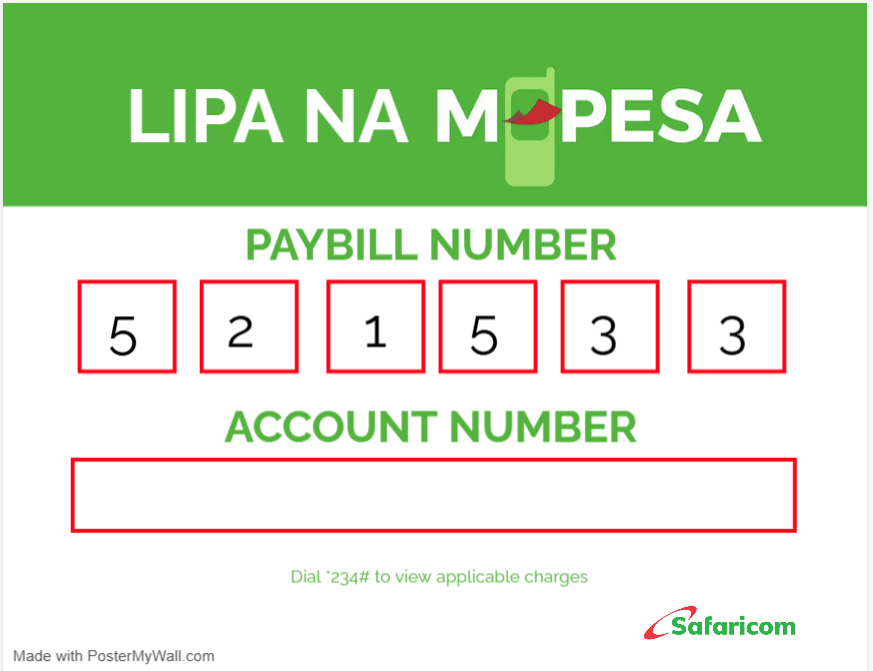 LIPA NA M PESA
PAYBILL NUMBER
5 2 1 5 3 3
ACCOUNT NUMBER
Dial *234# to view applicable charges
Safaricom
Made with PosterMyWall.com